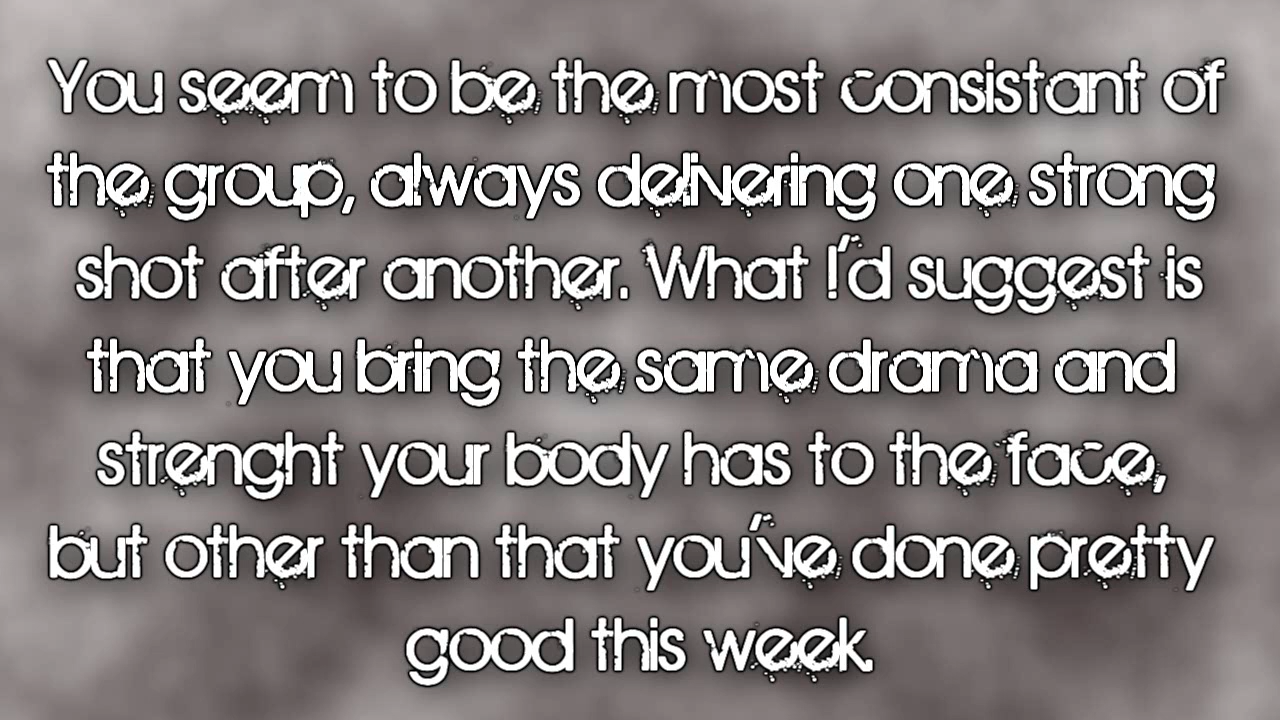 You seem to be the most consistant of
the group, always delivering one strong
shot after another. What I'd suggest is
that you bring the same drama and
strenght your body has to the face,
but other than that you've done pretty
good this week.